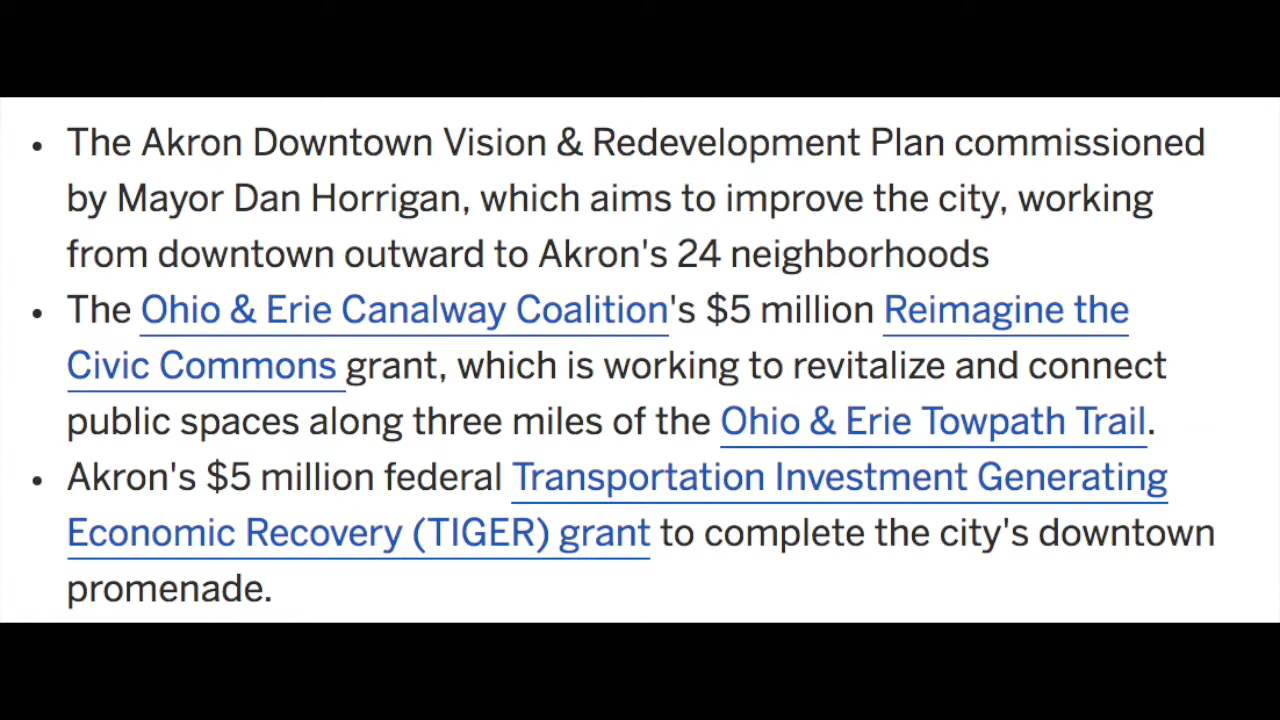 • The Akron Downtown Vision & Redevelopment Plan commissioned
by Mayor Dan Horrigan, which aims to improve the city, working
from downtown outward to Akron's 24 neighborhoods
• The Ohio & Erie Canalway Coalition's $5 million Reimagine the
Civic Commons grant, which is working to revitalize and connect
public spaces along three miles of the Ohio & Erie Towpath Trail.
• Akron's $5 million federal Transportation Investment Generating
Economic Recovery (TIGER) grant to complete the city's downtown
promenade.